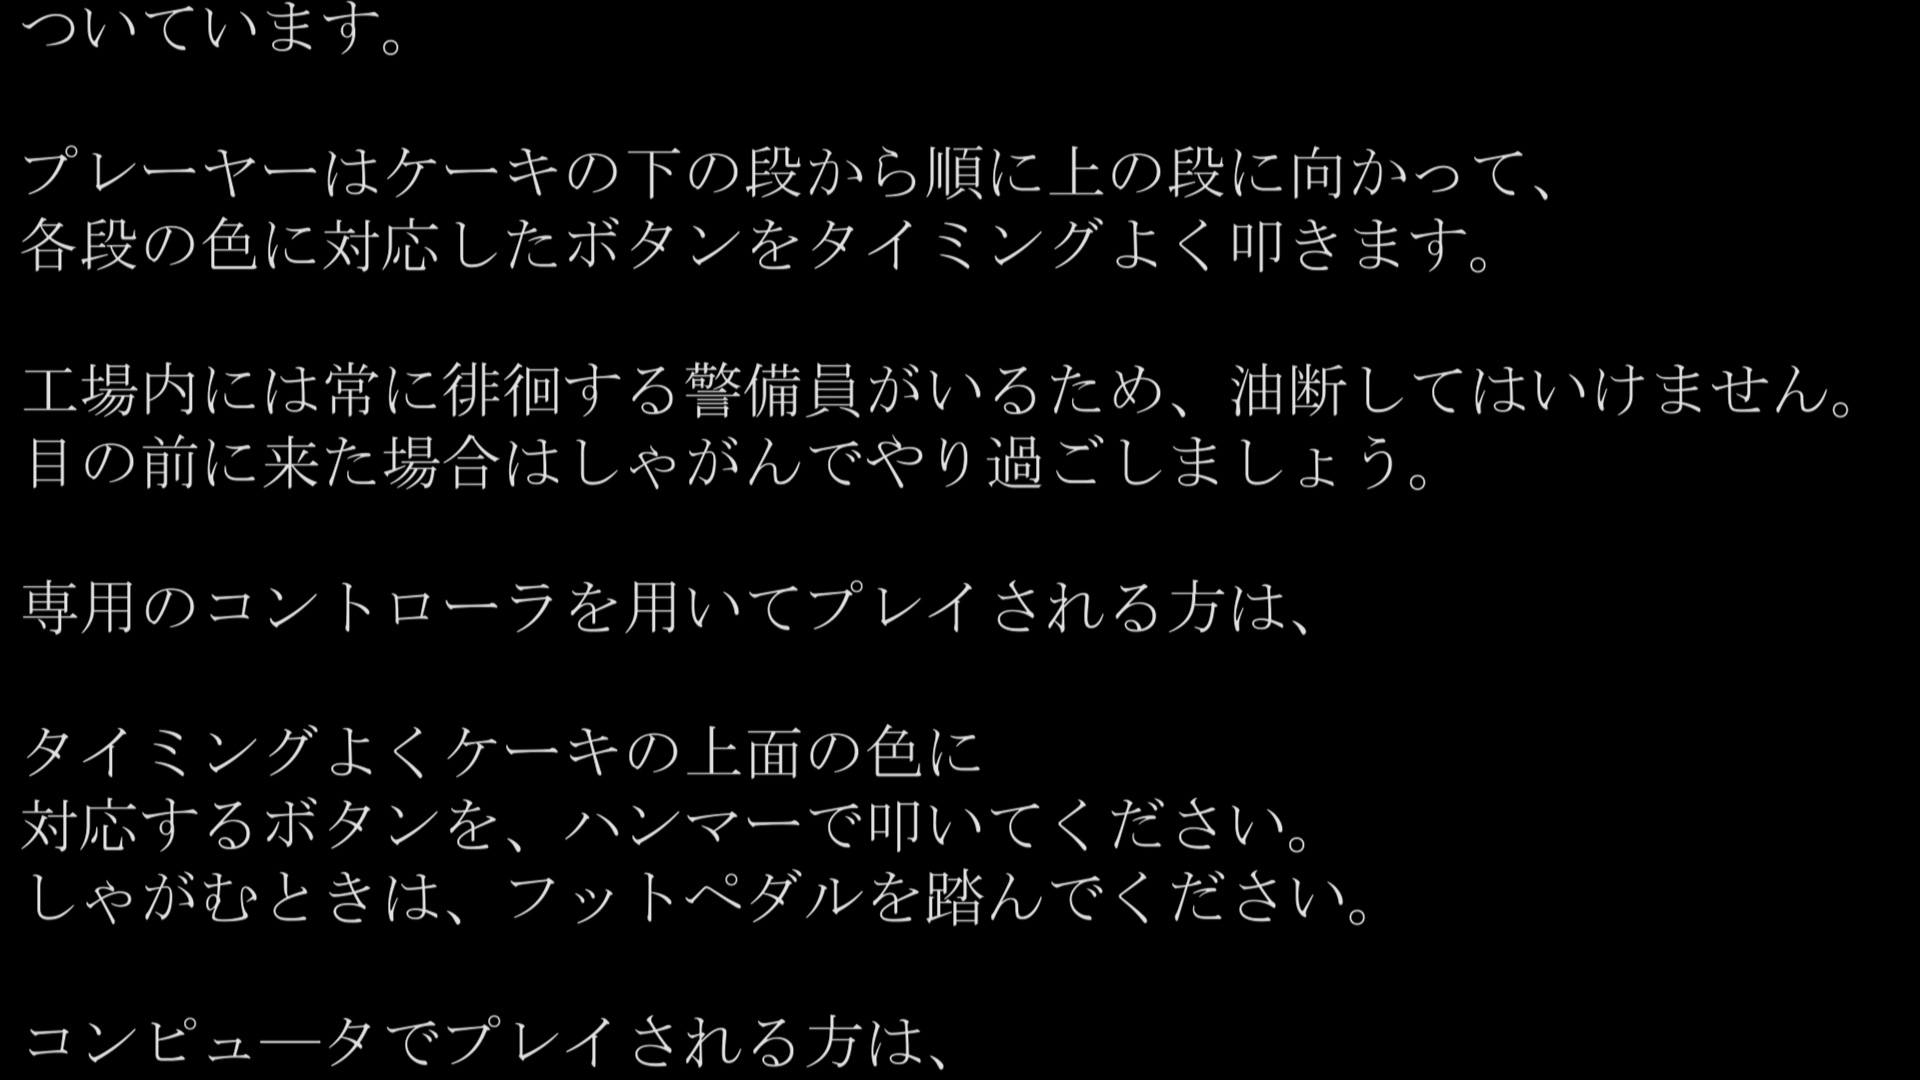 ついています。
プレーヤーはケーキの下の段から順に上の段に向かって、
各段の色に対応したボタンをタイミングよく叩きます。
工場内には常に徘徊する警備員がいるため、油断してはいけません。
目の前に来た場合はしゃがんでやり過ごしましょう。
専用のコントローラを用いてプレイされる方は、
タイミングよくケーキの上面の色に
対応するボタンを、ハンマーで叩いてください。
しゃがむときは、フットペダルを踏んでください。
コンピュ―タでプレイされる方は、